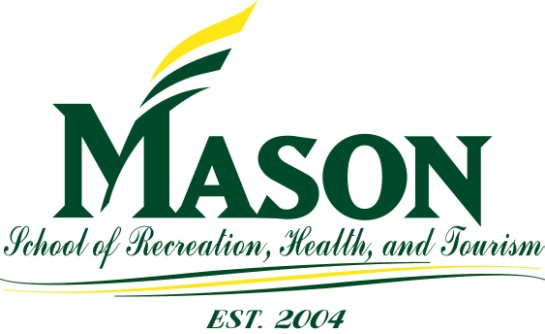 MASON
School of Recreation, Health, and Tourism
EST. 2004